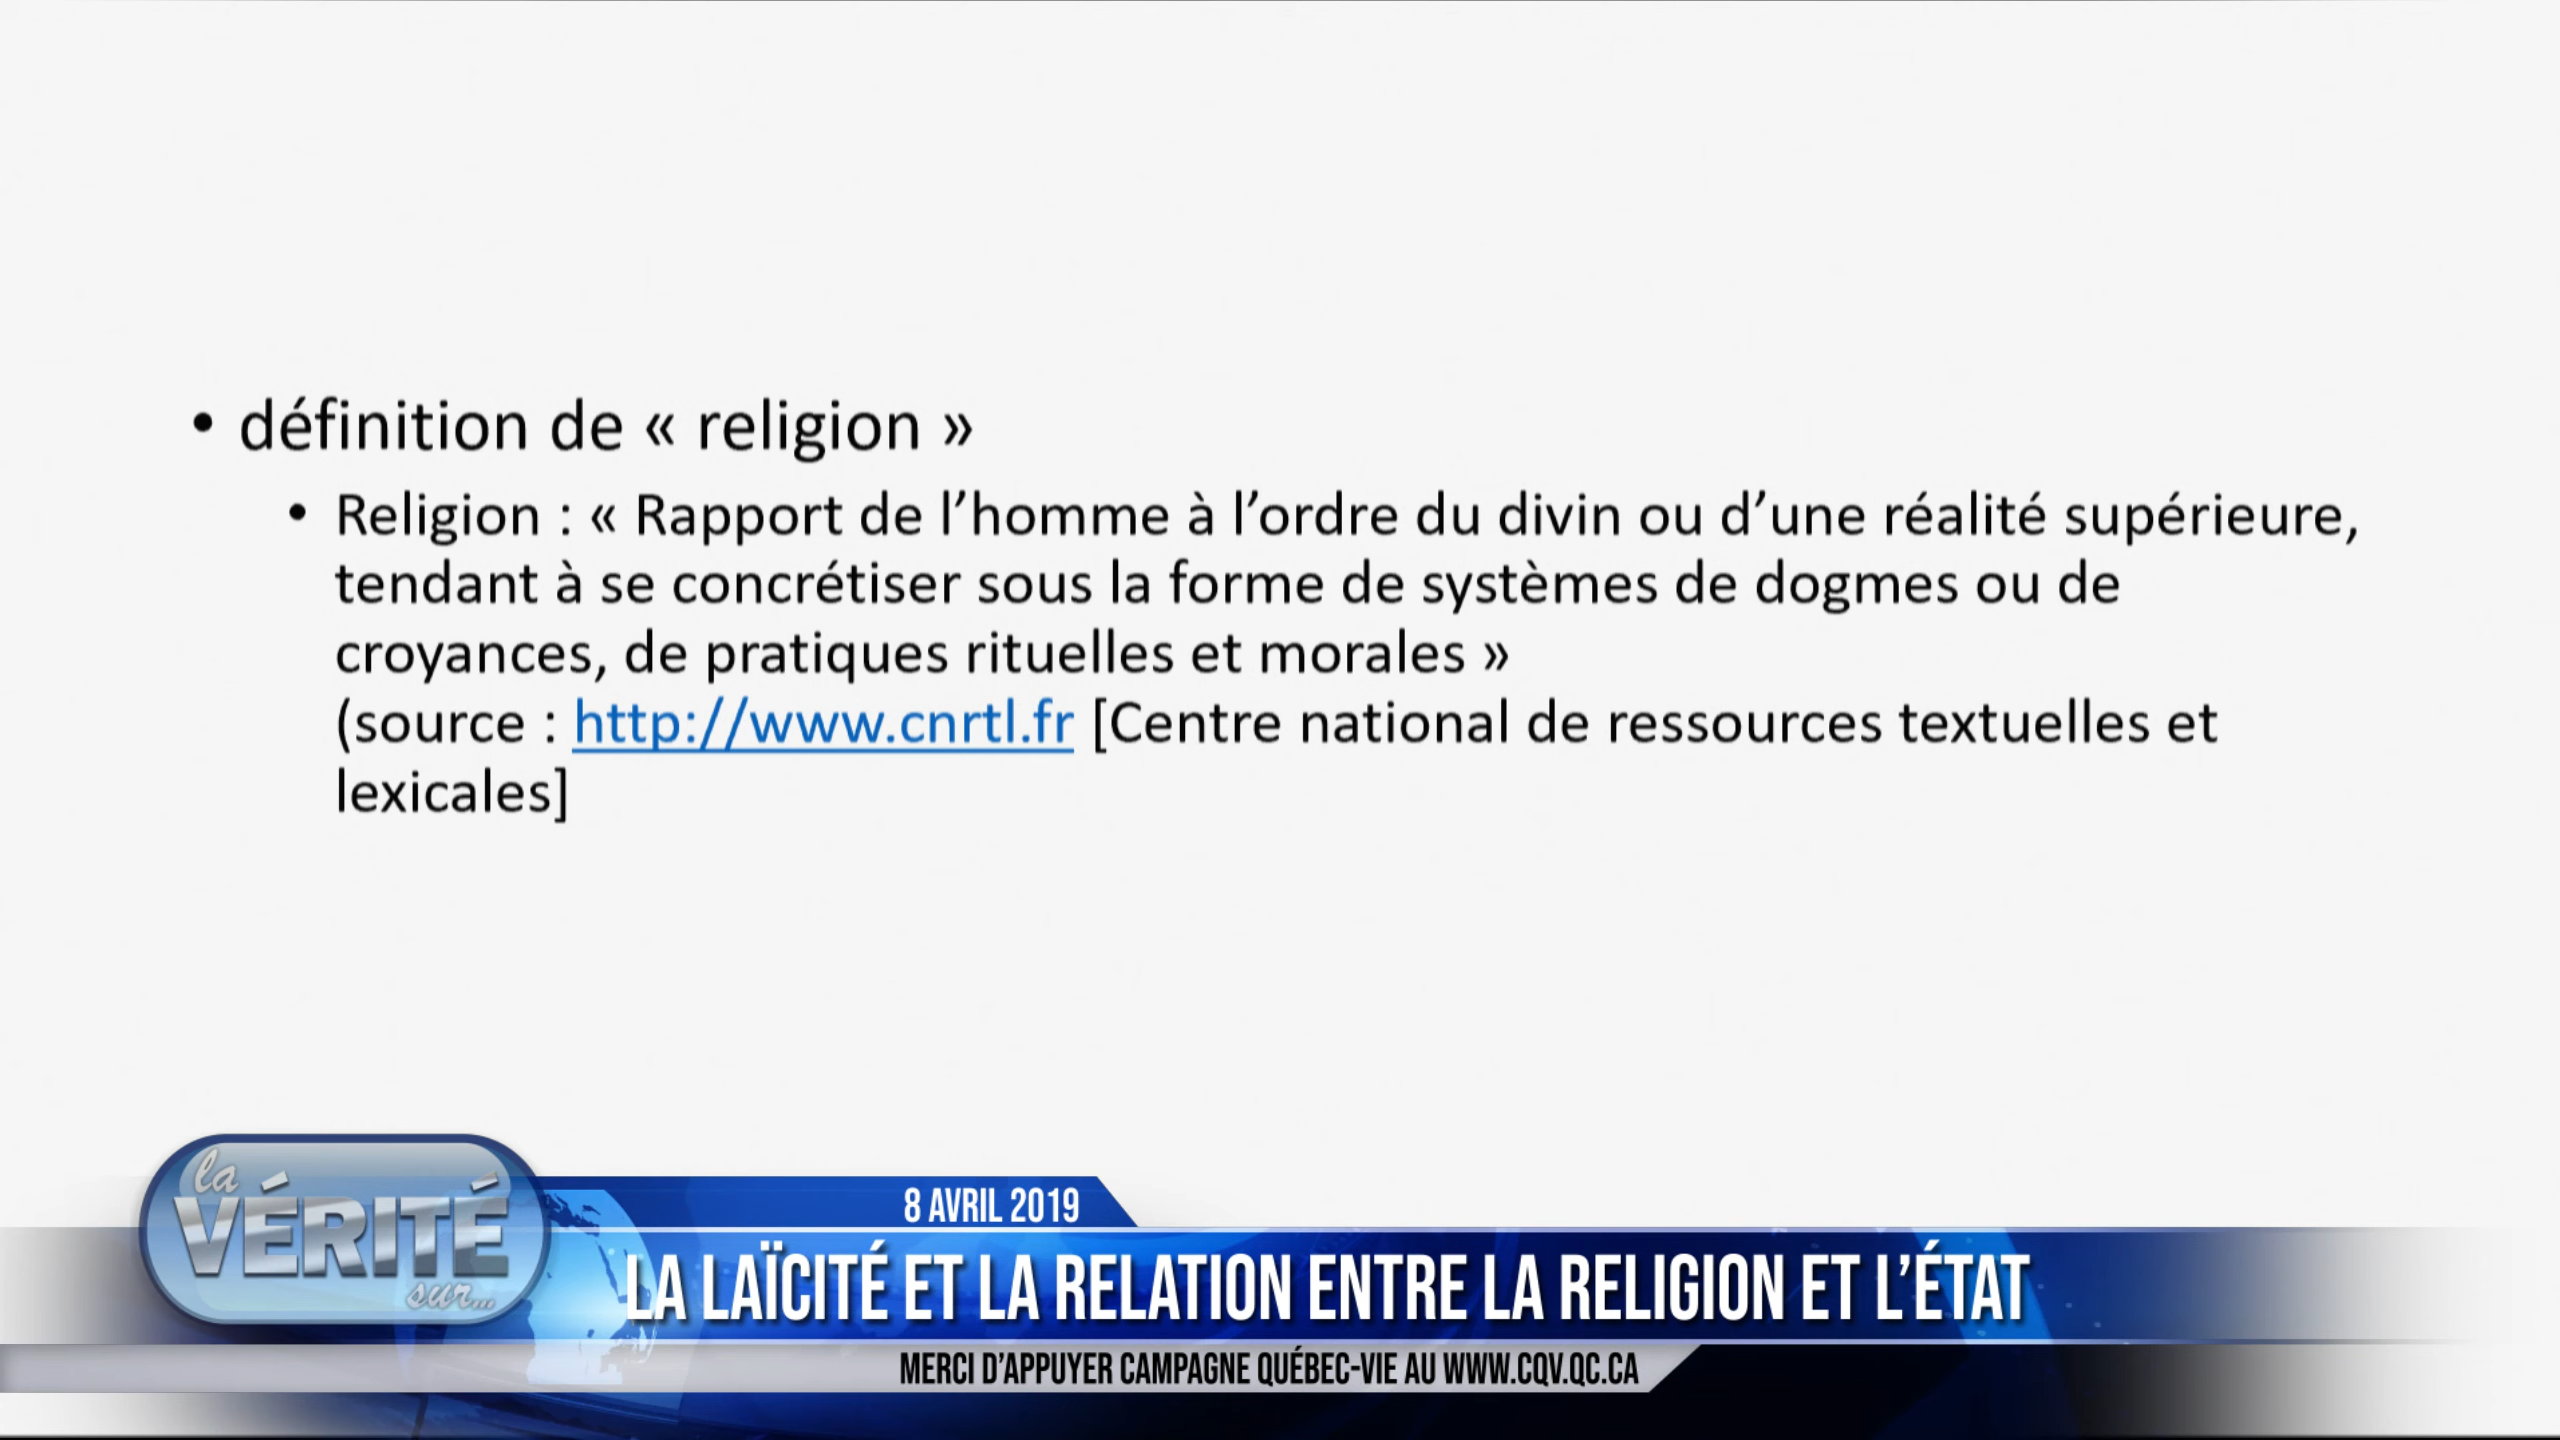 • définition de « religion »
• Religion : « Rapport de l’homme à l’ordre du divin ou d’une réalité supérieure,
tendant à se concrétiser sous la forme de systèmes de dogmes ou de
croyances, de pratiques rituelles et morales »
(source : http://www.cnrtl.fr [Centre national de ressources textuelles et
lexicales]
la
VÉRITÉ
sur...
8 AVRIL 2019
LA LAÏCITÉ ET LA RELATION ENTRE LA RELIGION ET L’ÉTAT
MERCI D’APPUYER CAMPAGNE QUÉBEC-VIE AU WWW.CQV.QC.CA